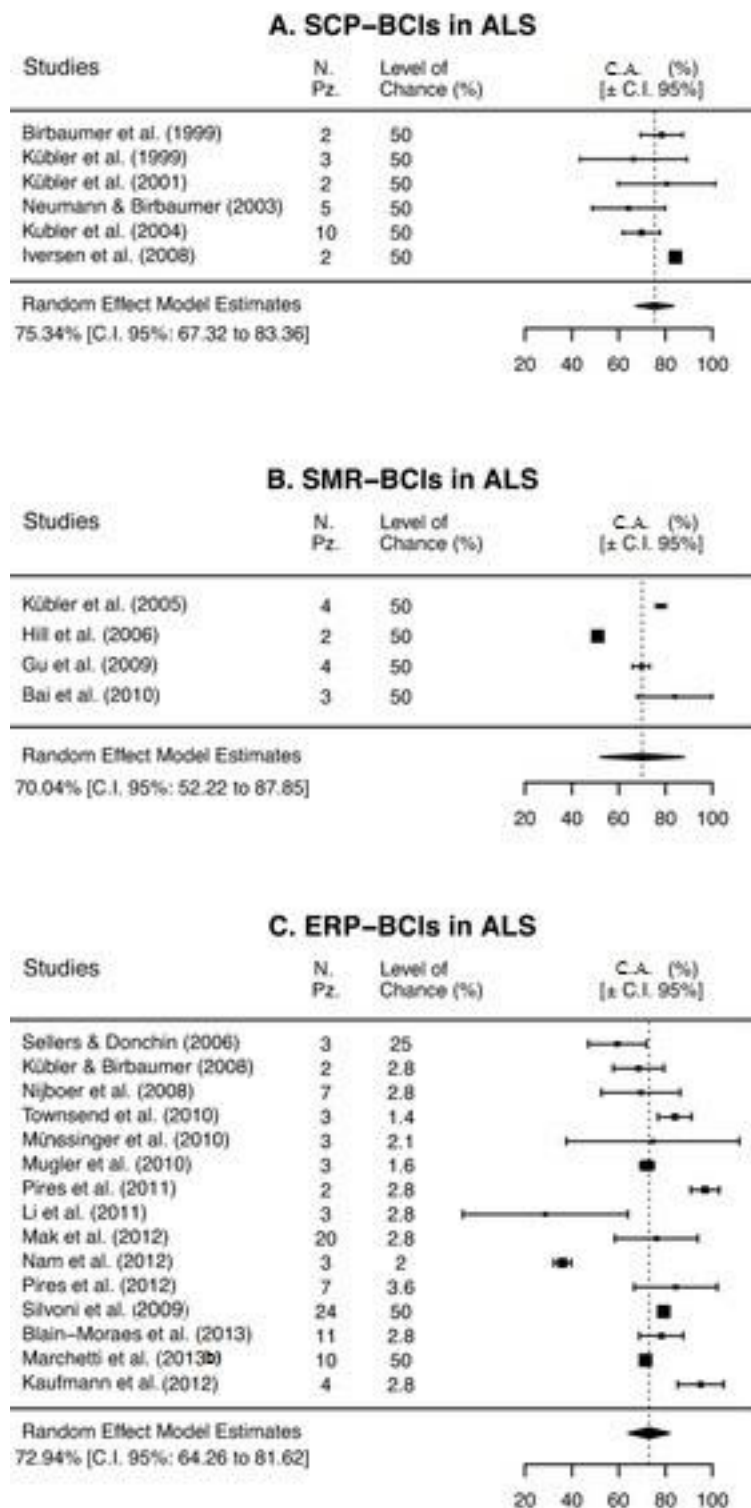 A. SCP–BCIs in ALS
Studies N. Pz. Level of Chance (%) C.A. (%) [± C.I. 95%]
Birbaumer et al. (1999) 2 50
Kübler et al. (1999) 3 50
Kübler et al. (2001) 2 50
Neumann & Birbaumer (2003) 5 50
Kubler et al. (2004) 10 50
Iversen et al. (2008) 2 50
Random Effect Model Estimates
75.34% [C.I. 95%: 67.32 to 83.36]
20 40 60 80 100
B. SMR–BCIs in ALS
Studies N. Pz. Level of Chance (%) C.A. (%) [± C.I. 95%]
Kübler et al. (2005) 4 50
Hill et al. (2006) 2 50
Gu et al. (2009) 4 50
Bai et al. (2010) 3 50
Random Effect Model Estimates
70.04% [C.I. 95%: 52.22 to 87.85]
20 40 60 80 100
C. ERP–BCIs in ALS
Studies N. Pz. Level of Chance (%) C.A. (%) [± C.I. 95%]
Sellers & Donchin (2006) 3 25
Kübler & Birbaumer (2008) 2 2.8
Nijboer et al. (2008) 7 2.8
Townsend et al. (2010) 3 1.4
Münssinger et al. (2010) 3 2.1
Mugler et al. (2010) 3 1.6
Pires et al. (2011) 2 2.8
Li et al. (2011) 3 2.8
Mak et al. (2012) 20 2.8
Nam et al. (2012) 3 2
Pires et al. (2012) 7 3.6
Silvoni et al. (2009) 24 50
Blain–Moraes et al. (2013) 11 2.8
Marchetti et al. (2013b) 10 50
Kaufmann et al. (2012) 4 2.8
Random Effect Model Estimates
72.94% [C.I. 95%: 64.26 to 81.62]
20 40 60 80 100